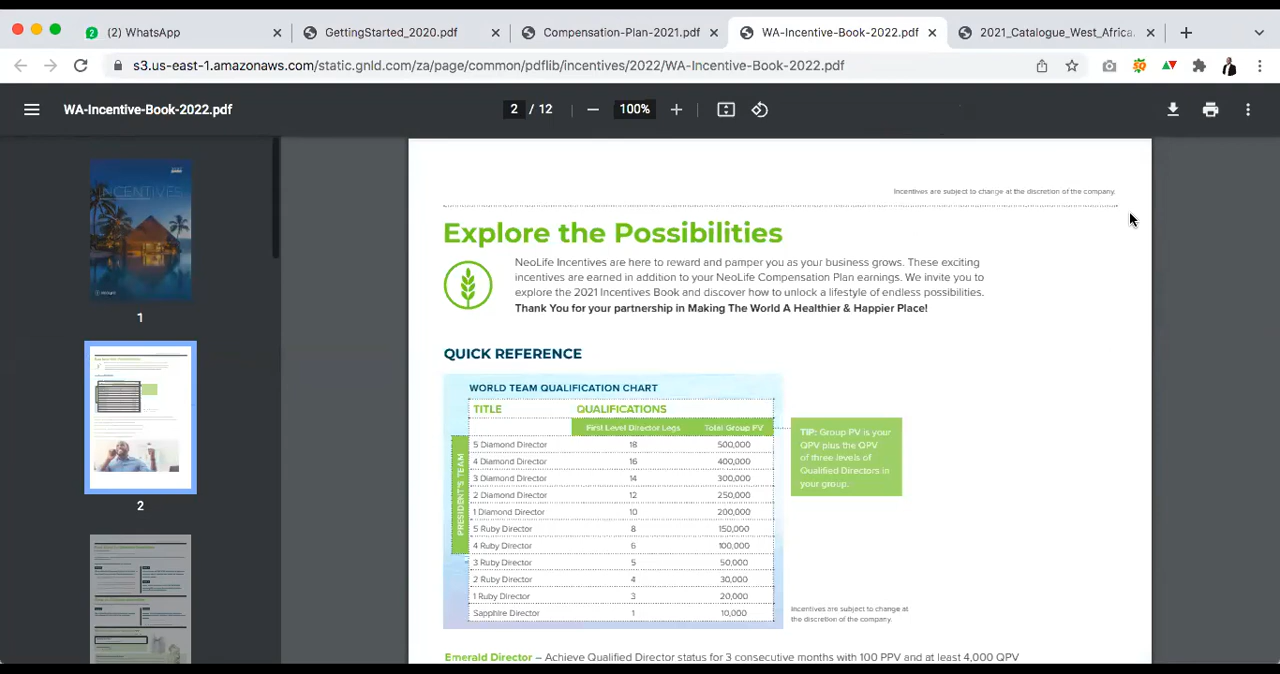 (2) WhatsApp
GettingStarted_2020.pdf
Compensation-Plan-2021.pdf
WA-Incentive-Book-2022.pdf
2021_Catalogue_West_Africa.
s3.us-east-1.amazonaws.com/static.gnld.com/za/page/common/pdflib/incentives/2022/WA-Incentive-Book-2022.pdf
WA-Incentive-Book-2022.pdf
2 / 12
100%
INCENTIVES
1
2
Incentives are subject to change at the discretion of the company.
Explore the Possibilities
NeoLife Incentives are here to reward and pamper you as your business grows. These exciting
incentives are earned in addition to your NeoLife Compensation Plan earnings. We invite you to
explore the 2021 Incentives Book and discover how to unlock a lifestyle of endless possibilities.
Thank You for your partnership in Making The World A Healthier & Happier Place!
QUICK REFERENCE
WORLD TEAM QUALIFICATION CHART
TITLE QUALIFICATIONS
First Level Director Legs Total Group PV
PRESIDENT'S TEAM
5 Diamond Director 18 500,000
4 Diamond Director 16 400,000
3 Diamond Director 14 300,000
2 Diamond Director 12 250,000
1 Diamond Director 10 200,000
5 Ruby Director 8 150,000
4 Ruby Director 6 100,000
3 Ruby Director 5 50,000
2 Ruby Director 4 30,000
1 Ruby Director 3 20,000
Sapphire Director 1 10,000
TIP: Group PV is your
QPV plus the QPV
of three levels of
Qualified Directors in
your group.
Incentives are subject to change at
the discretion of the company.
Emerald Director – Achieve Qualified Director status for 3 consecutive months with 100 PPV and at least 4,000 QPV